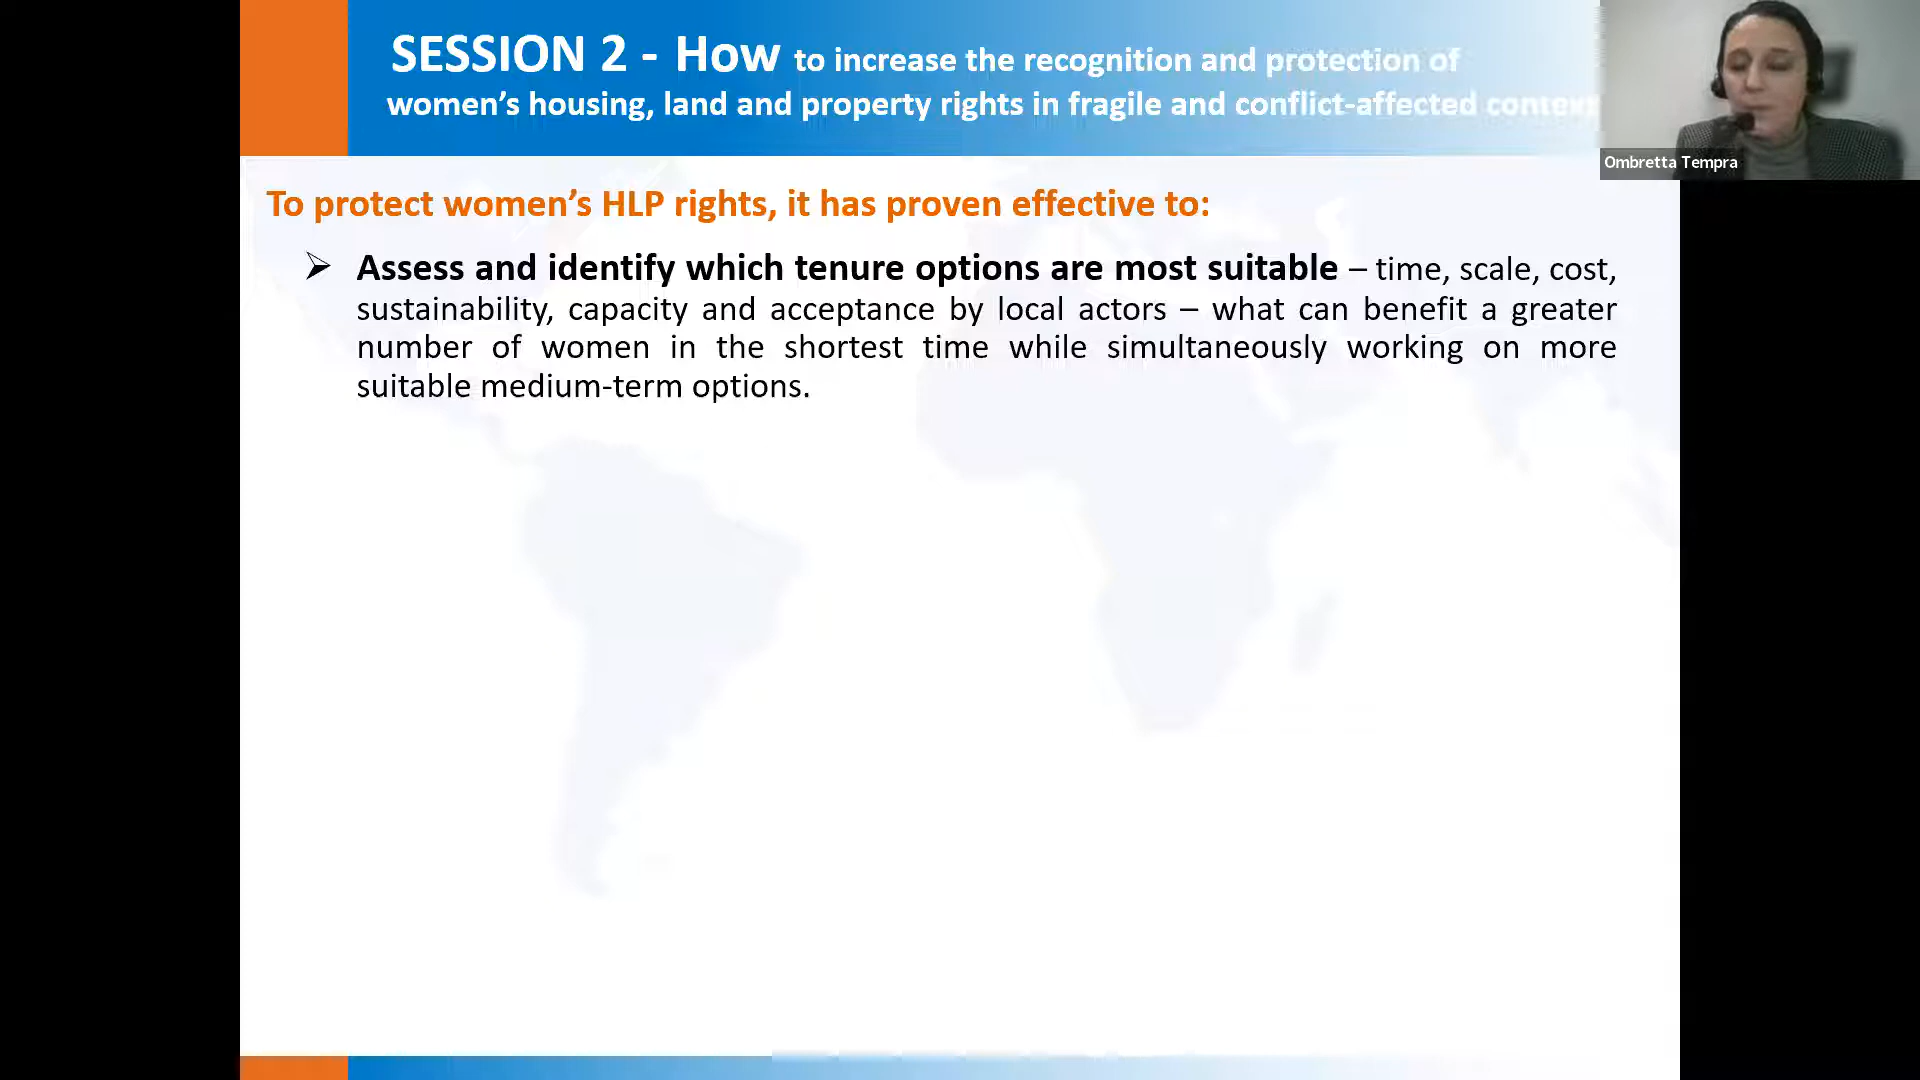 SESSION 2 - How to increase the recognition and protection of
women’s housing, land and property rights in fragile and conflict-affected
Ombretta Tempra
To protect women’s HLP rights, it has proven effective to:
➢ Assess and identify which tenure options are most suitable – time, scale, cost,
sustainability, capacity and acceptance by local actors – what can benefit a greater
number of women in the shortest time while simultaneously working on more
suitable medium-term options.